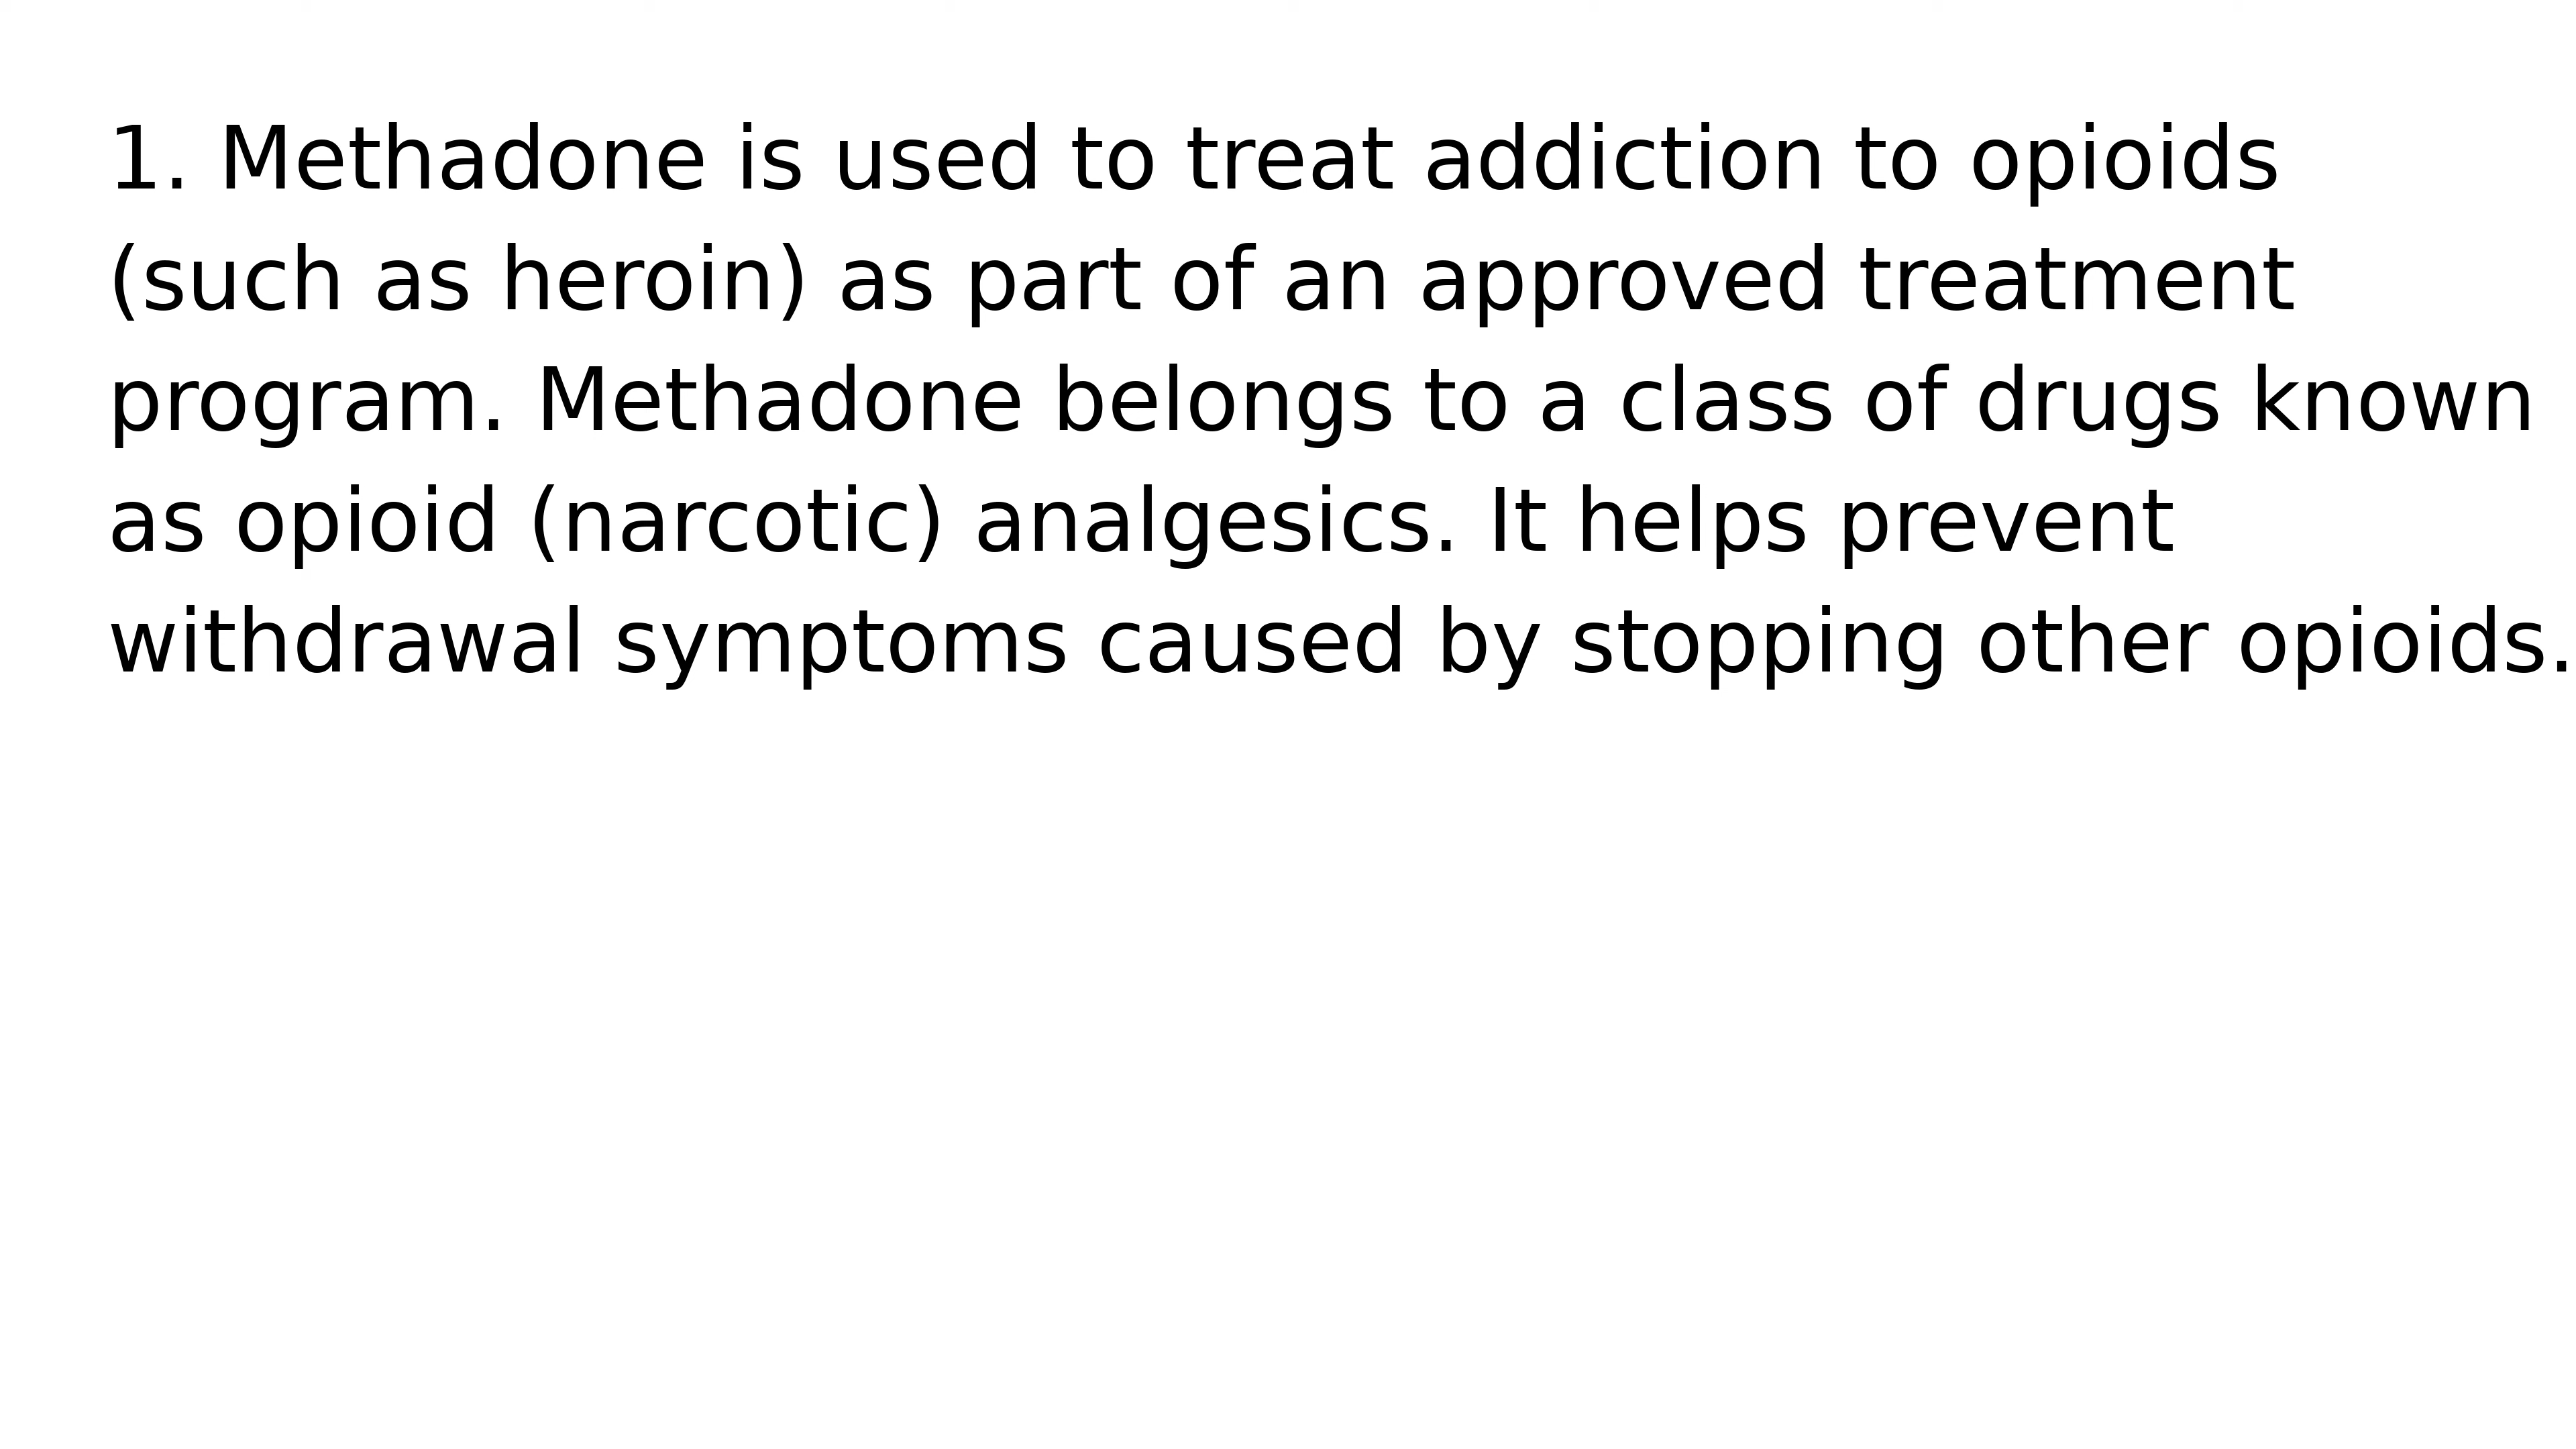 1. Methadone is used to treat addiction to opioids
(such as heroin) as part of an approved treatment
program. Methadone belongs to a class of drugs known
as opioid (narcotic) analgesics. It helps prevent
withdrawal symptoms caused by stopping other opioids.